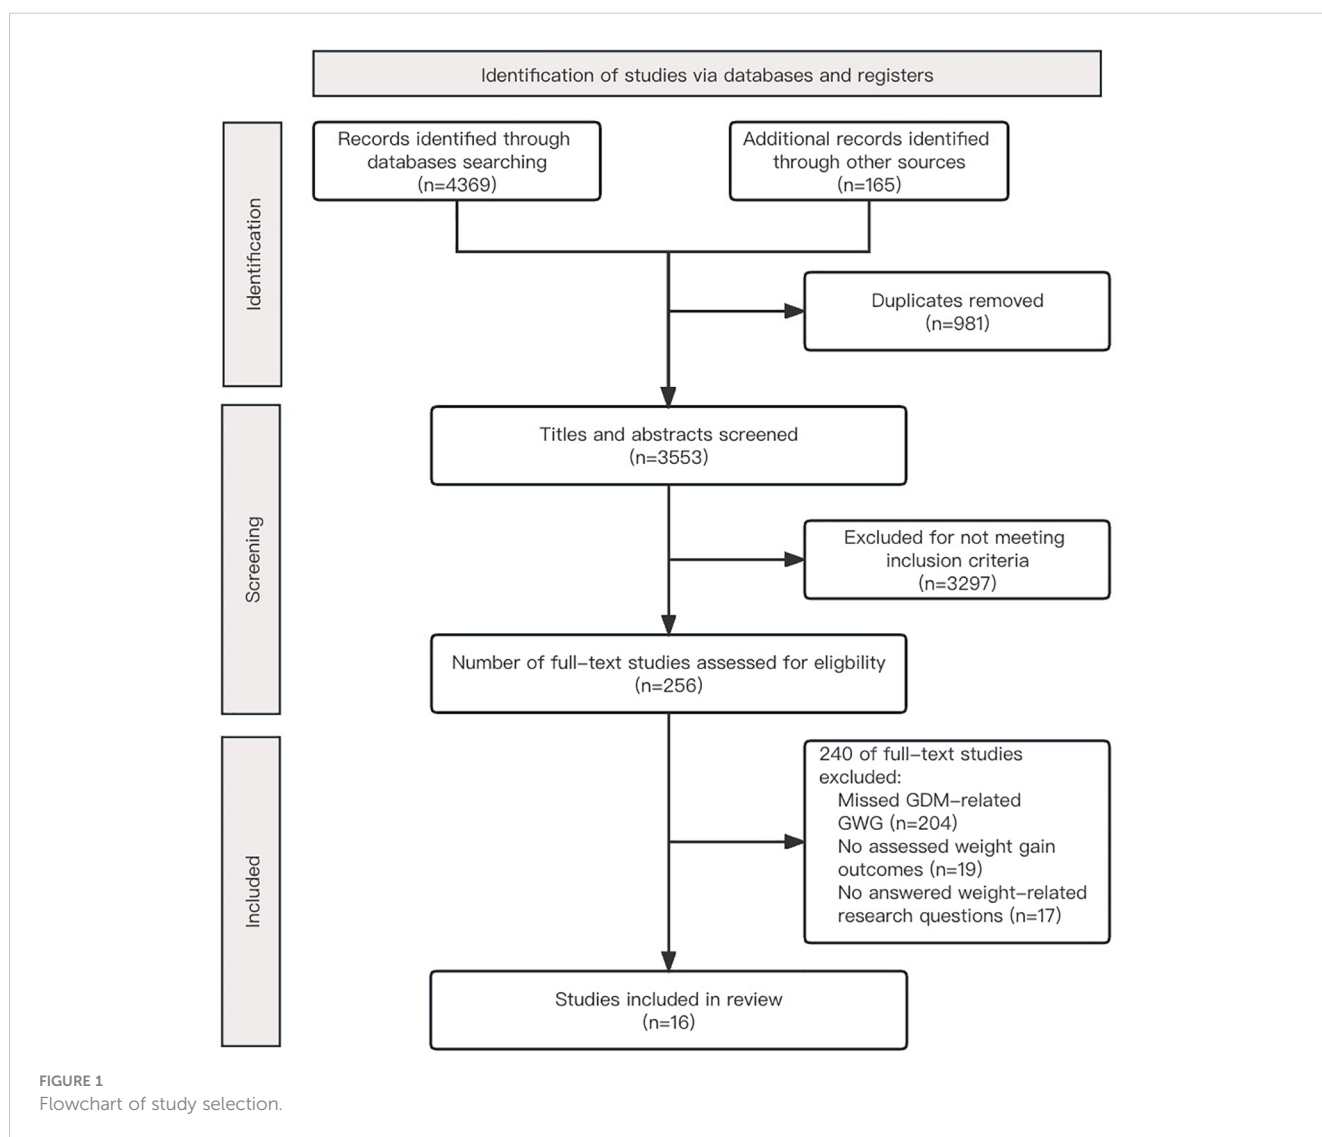 Identification of studies via databases and registers
Identification
Records identified through
databases searching
(n=4369)
Additional records identified
through other sources
(n=165)
Duplicates removed
(n=981)
Screening
Titles and abstracts screened
(n=3553)
Excluded for not meeting
inclusion criteria
(n=3297)
Number of full-text studies assessed for eligbility
(n=256)
Included
240 of full-text studies
excluded:
Missed GDM-related
GWG (n=204)
No assessed weight gain
outcomes (n=19)
No answered weight-related
research questions (n=17)
Studies included in review
(n=16)
FIGURE 1
Flowchart of study selection.